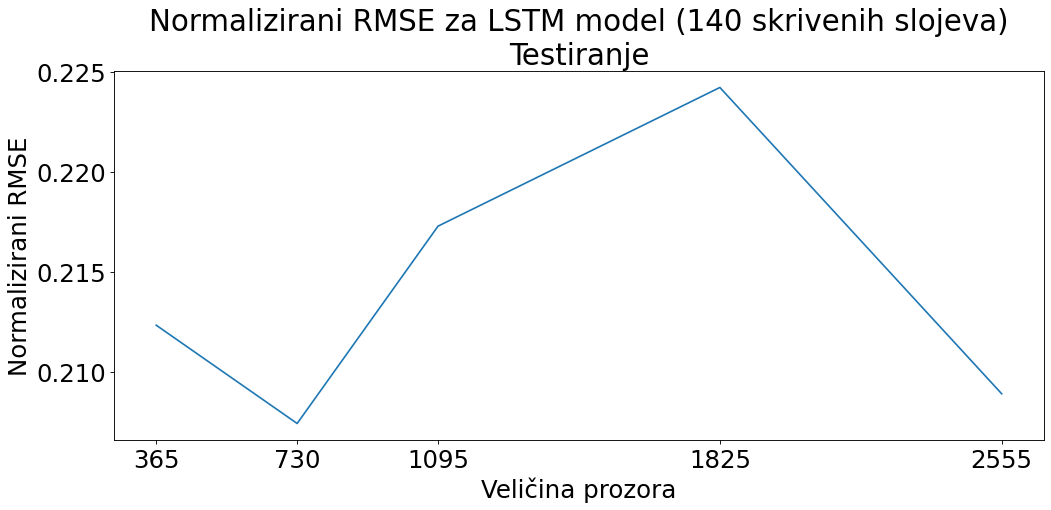 Normalizirani RMSE za LSTM model (140 skrivenih slojeva)
Testiranje
Normalizirani RMSE
0.225
0.220
0.215
0.210
365 730 1095 1825 2555
Veličina prozora